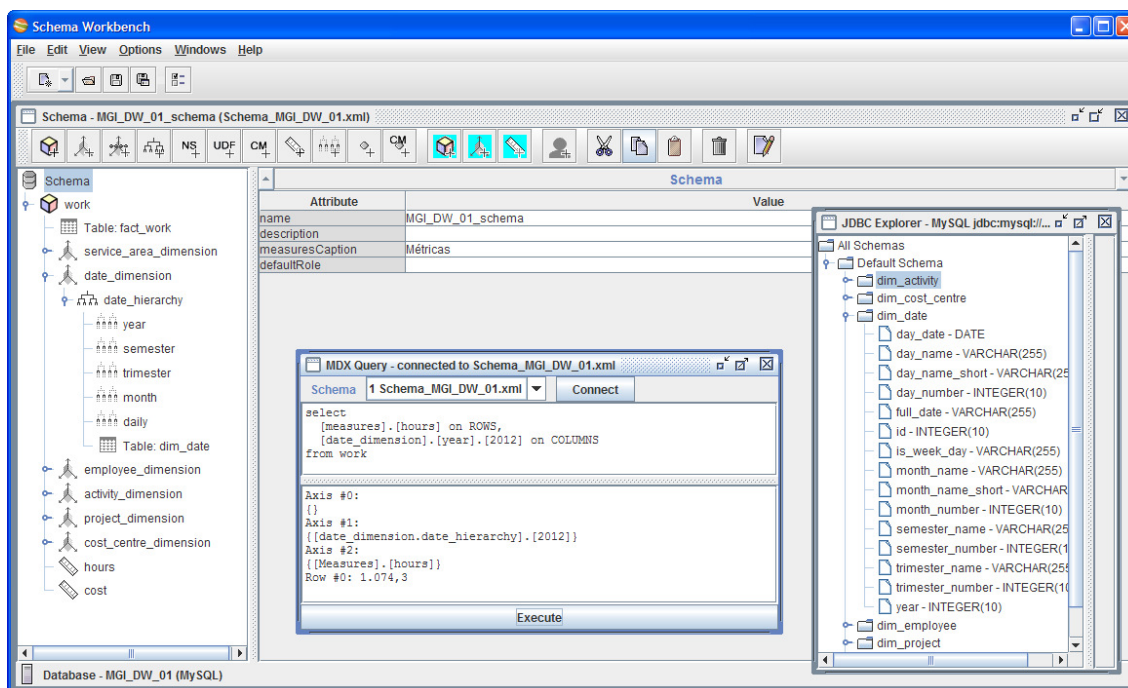 Schema Workbench
File Edit View Options Windows Help
Schema - MGI_DW_01_schema (Schema_MGI_DW_01.xml)
NS UDF CM CM
Schema
work
Table: fact_work
service_area_dimension
date_dimension
date_hierarchy
year
semester
trimester
month
daily
Table: dim_date
employee_dimension
activity_dimension
project_dimension
cost_centre_dimension
hours
cost
Schema
Attribute Value
name MGI_DW_01_schema
description
measuresCaption Métricas
defaultRole
MDX Query - connected to Schema_MGI_DW_01.xml
Schema 1 Schema_MGI_DW_01.xml Connect
select
[measures].[hours] on ROWS,
[date_dimension].[year].[2012] on COLUMNS
from work
Axis #0:
{}
Axis #1:
{[date_dimension.date_hierarchy].[2012]}
Axis #2:
{[Measures].[hours]}
Row #0: 1.074,3
Execute
JDBC Explorer - MySQL jdbc:mysql://...
All Schemas
Default Schema
dim_activity
dim_cost_centre
dim_date
day_date - DATE
day_name - VARCHAR(255)
day_name_short - VARCHAR(25
day_number - INTEGER(10)
full_date - VARCHAR(255)
id - INTEGER(10)
is_week_day - VARCHAR(255)
month_name - VARCHAR(255)
month_name_short - VARCHAR
month_number - INTEGER(10)
semester_name - VARCHAR(25
semester_number - INTEGER(1
trimester_name - VARCHAR(255
trimester_number - INTEGER(10
year - INTEGER(10)
dim_employee
dim_project
Database - MGI_DW_01 (MySQL)